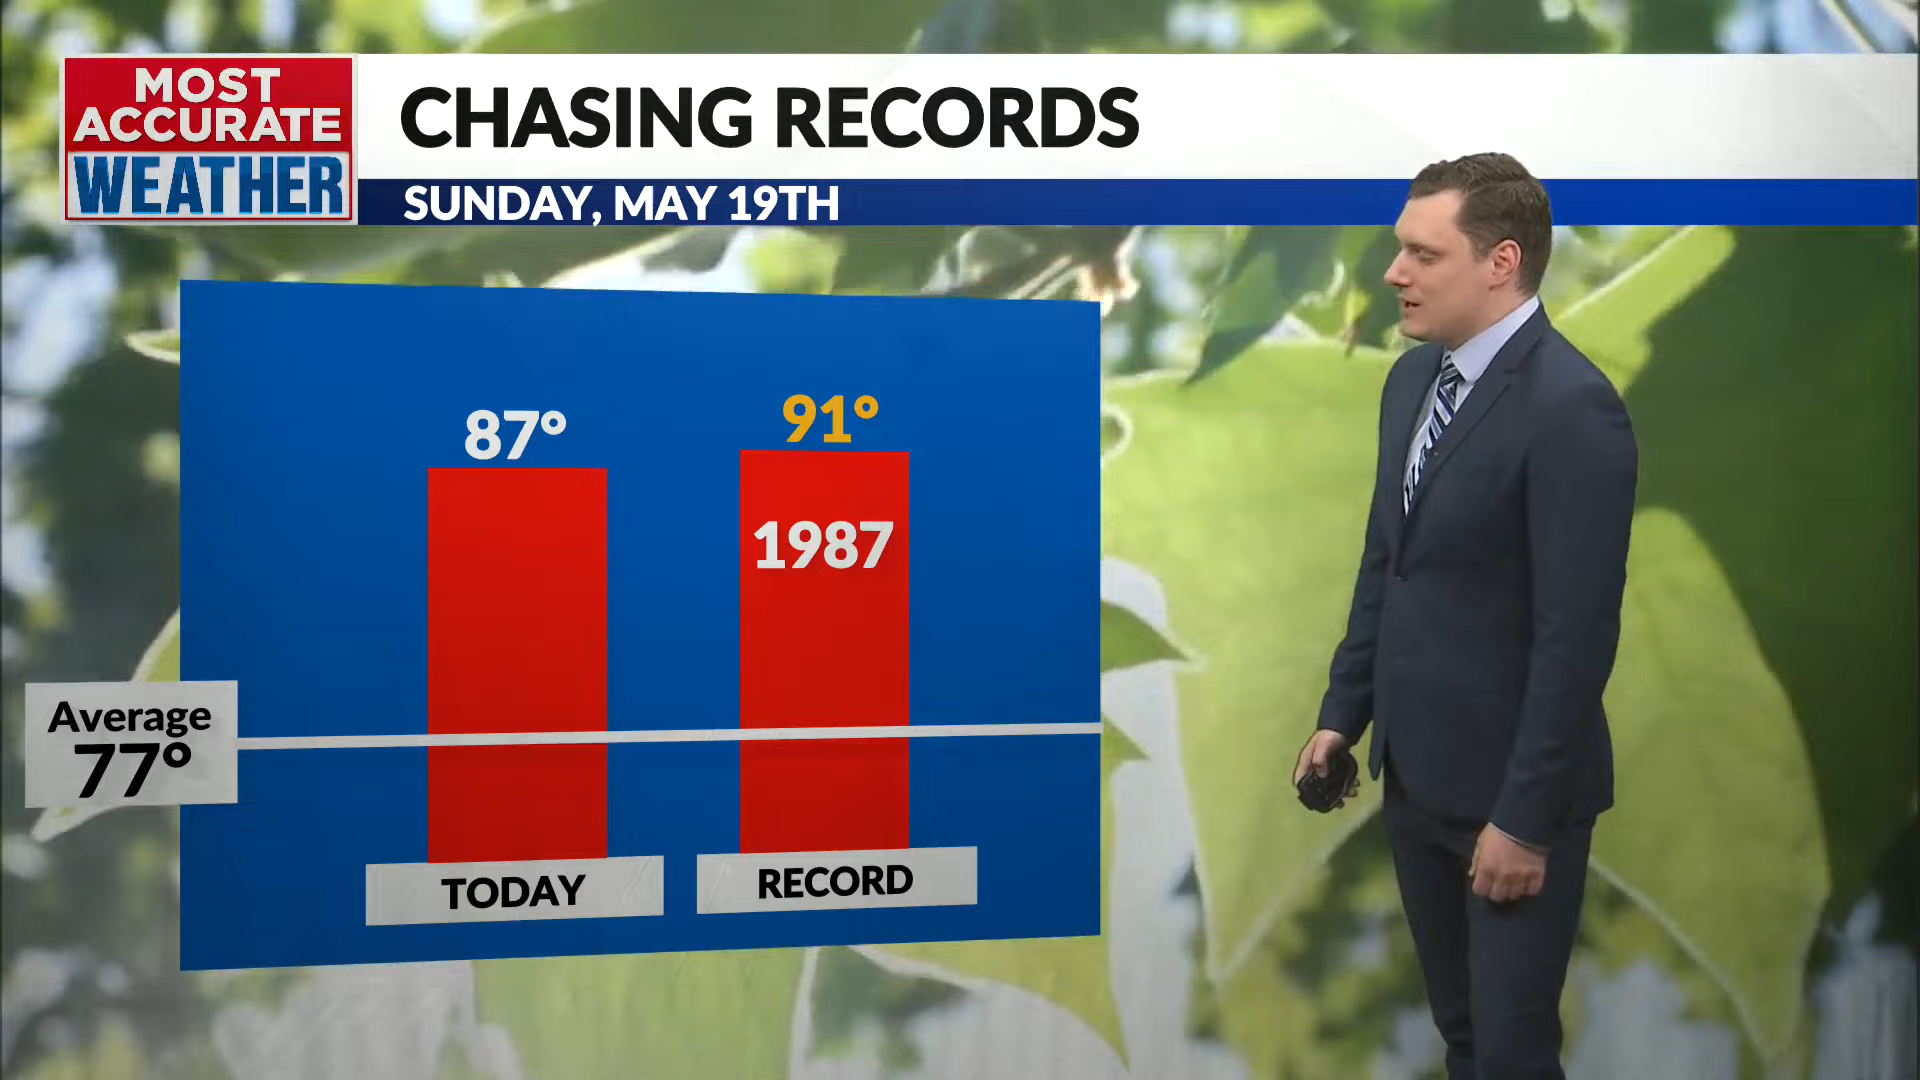 MOST
ACCURATE
WEATHER
CHASING RECORDS
SUNDAY, MAY 19TH
87°
91°
1987
Average
77°
TODAY
RECORD